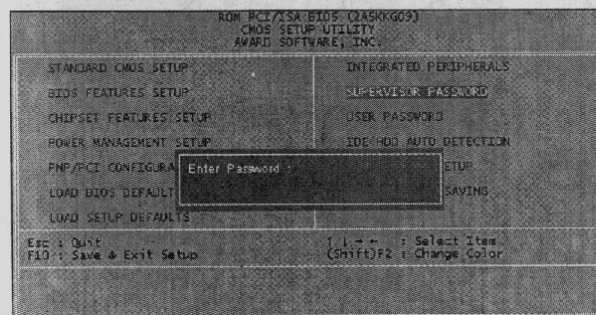 ROM PCI/ISA BIOS (2A5KKG09)
CMOS SETUP UTILITY
AWARD SOFTWARE, INC.
STANDARD CMOS SETUP
BIOS FEATURES SETUP
CHIPSET FEATURES SETUP
POWER MANAGEMENT SETUP
PNP/PCI CONFIGURA
LOAD BIOS DEFAULT
LOAD SETUP DEFAULTS
INTEGRATED PERIPHERALS
SUPERVISOR PASSWORD
USER PASSWORD
IDE HDD AUTO DETECTION
ETUP
SAVING
Enter Password :
Esc : Quit
F10 : Save & Exit Setup
↑ ↓ → ← : Select Item
(Shift)F2 : Change Color